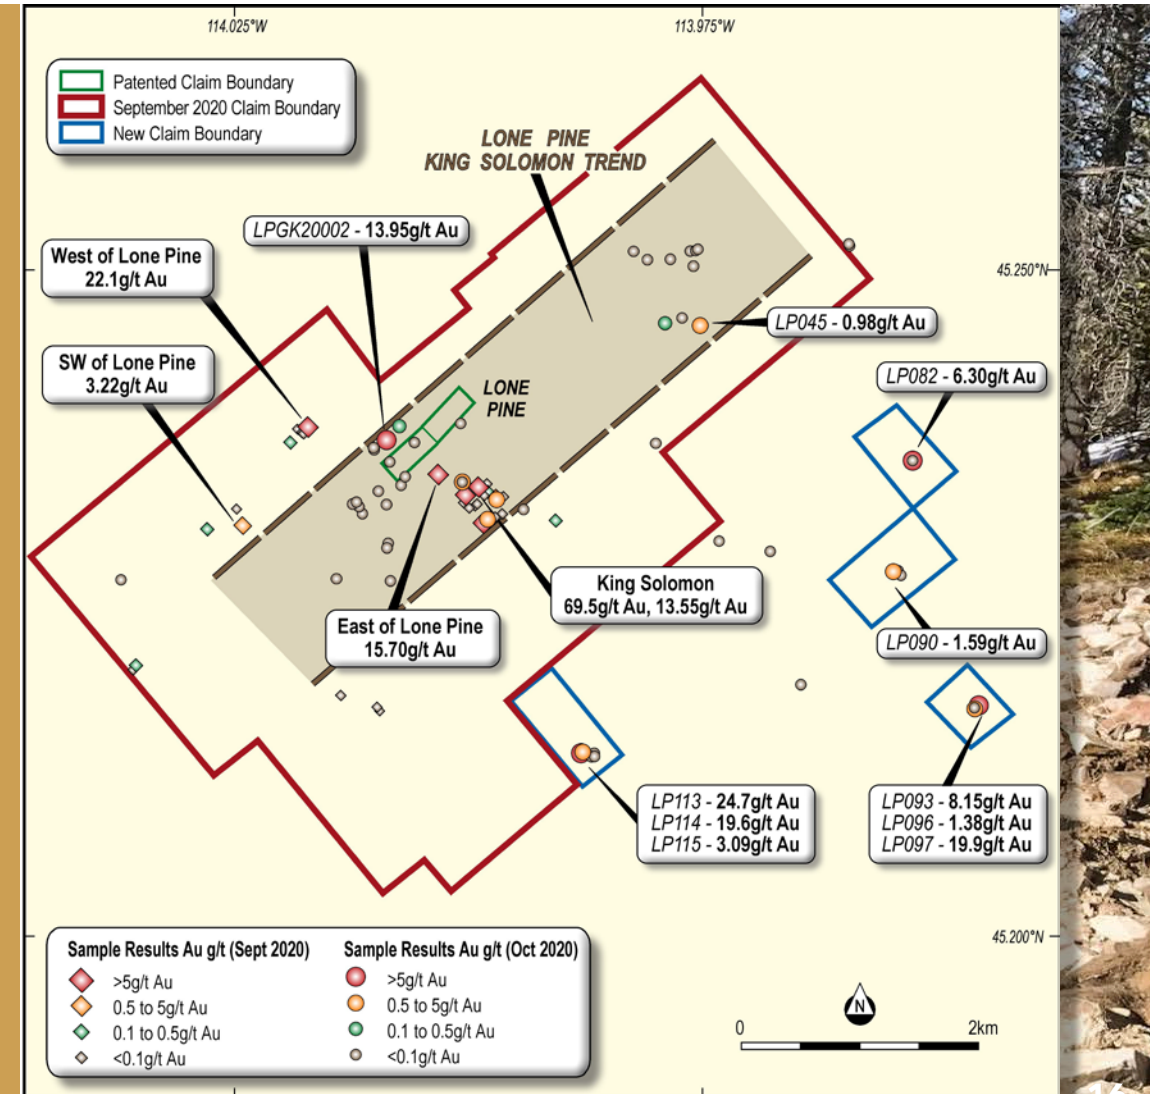 114.025°W
113.975°W
Patented Claim Boundary
September 2020 Claim Boundary
New Claim Boundary
LONE PINE
KING SOLOMON TREND
LPGK20002 - 13.95g/t Au
West of Lone Pine
22.1g/t Au
45.250°N
LP045 - 0.98g/t Au
SW of Lone Pine
3.22g/t Au
LP082 - 6.30g/t Au
LONE
PINE
King Solomon
69.5g/t Au, 13.55g/t Au
East of Lone Pine
15.70g/t Au
LP090 - 1.59g/t Au
LP113 - 24.7g/t Au
LP114 - 19.6g/t Au
LP115 - 3.09g/t Au
LP093 - 8.15g/t Au
LP096 - 1.38g/t Au
LP097 - 19.9g/t Au
45.200°N
Sample Results Au g/t (Sept 2020)
>5g/t Au
0.5 to 5g/t Au
0.1 to 0.5g/t Au
<0.1g/t Au
Sample Results Au g/t (Oct 2020)
>5g/t Au
0.5 to 5g/t Au
0.1 to 0.5g/t Au
<0.1g/t Au
N
0 2km